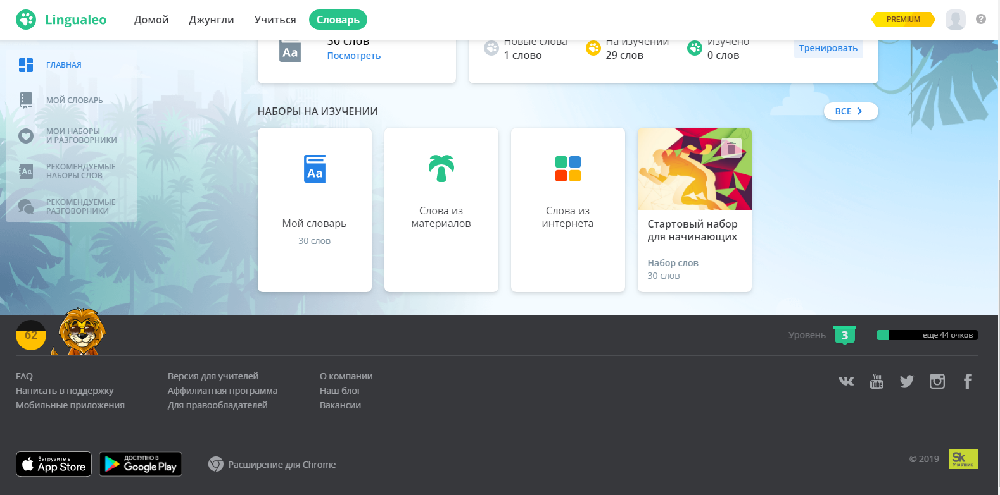 Lingualeo
Домой
Джунгли
Учиться
Словарь
PREMIUM
?
ГЛАВНАЯ
МОЙ СЛОВАРЬ
МОИ НАБОРЫ
И РАЗГОВОРНИКИ
РЕКОМЕНДУЕМЫЕ
НАБОРЫ СЛОВ
РЕКОМЕНДУЕМЫЕ
РАЗГОВОРНИКИ
Aa
30 слов
Посмотреть
Новые слова
1 слово
На изучении
29 слов
Изучено
0 слов
Тренировать
НАБОРЫ НА ИЗУЧЕНИИ
ВСЕ
Aa
Мой словарь
30 слов
Слова из
материалов
Слова из
интернета
Стартовый набор
для начинающих
Набор слов
30 слов
62
Уровень
3
еще 44 очков
FAQ
Написать в поддержку
Мобильные приложения
Версия для учителей
Аффилиатная программа
Для правообладателей
О компании
Наш блог
Вакансии
You
Tube
Загрузите в
App Store
ДОСТУПНО В
Google Play
Расширение для Chrome
© 2019
Sk
Участник